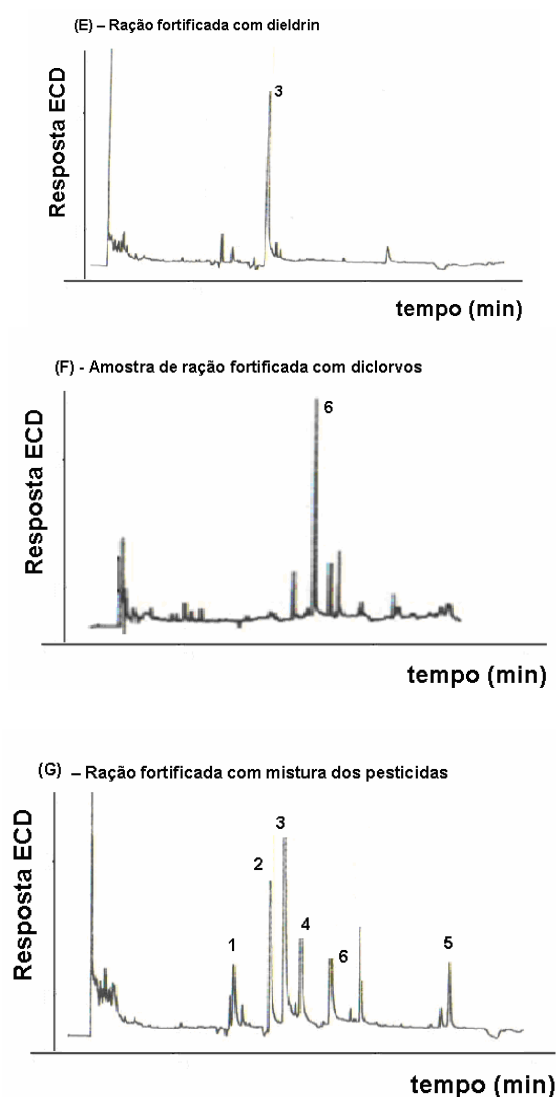 (E) – Ração fortificada com dieldrin
Resposta ECD
3
tempo (min)
(F) - Amostra de ração fortificada com diclorvos
Resposta ECD
6
tempo (min)
(G) – Ração fortificada com mistura dos pesticidas
Resposta ECD
1
2
3
4
6
5
tempo (min)